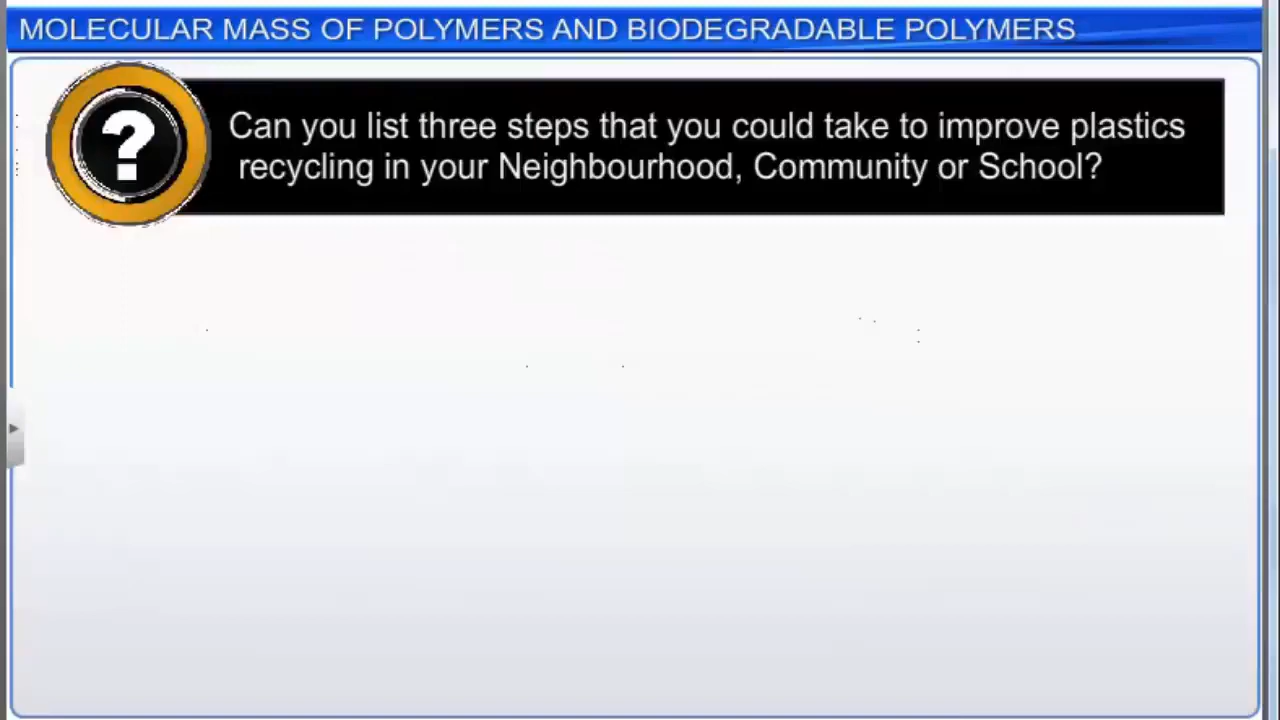 MOLECULAR MASS OF POLYMERS AND BIODEGRADABLE POLYMERS
?
Can you list three steps that you could take to improve plastics
recycling in your Neighbourhood, Community or School?